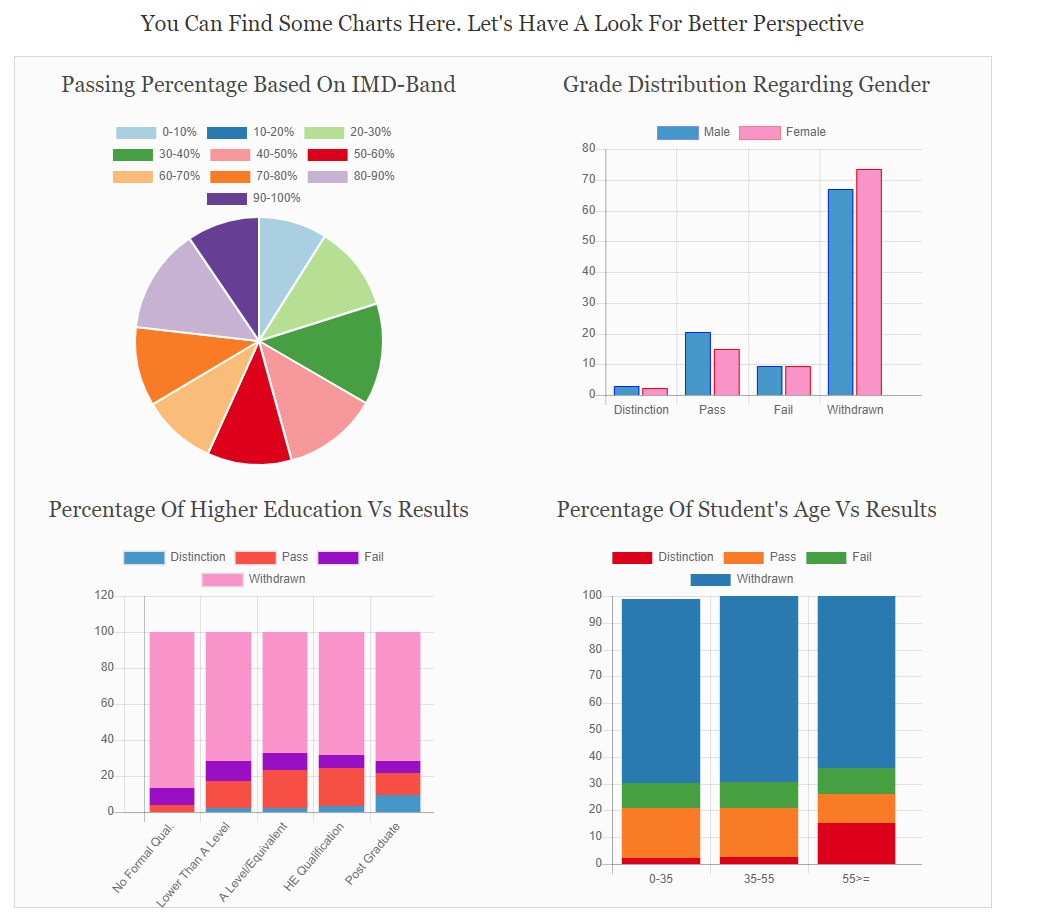 You Can Find Some Charts Here. Let's Have A Look For Better Perspective
Passing Percentage Based On IMD-Band
0-10% 10-20% 20-30%
30-40% 40-50% 50-60%
60-70% 70-80% 80-90%
90-100%
Grade Distribution Regarding Gender
Male Female
80
70
60
50
40
30
20
10
0
Distinction Pass Fail Withdrawn
Percentage Of Higher Education Vs Results
Distinction Pass Fail
Withdrawn
120
100
80
60
40
20
0
No Formal Qual.
Lower Than A Level
A Level/Equivalent
HE Qualification
Post Graduate
Percentage Of Student's Age Vs Results
Distinction Pass Fail
Withdrawn
100
90
80
70
60
50
40
30
20
10
0
0-35 35-55 55>=